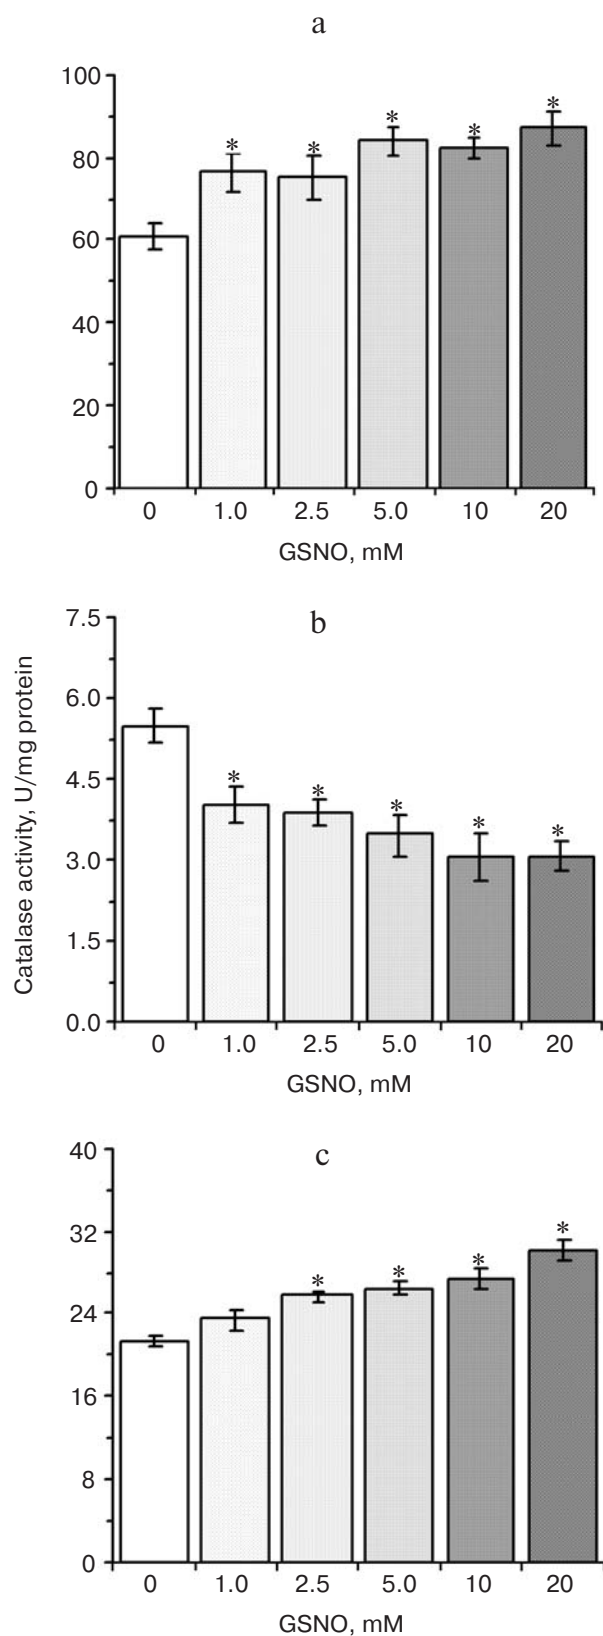 a
100
80
60
40
20
0
* * * * *
0 1.0 2.5 5.0 10 20
GSNO, mM
b
Catalase activity, U/mg protein
7.5
6.0
4.5
3.0
1.5
0.0
* * * * *
0 1.0 2.5 5.0 10 20
GSNO, mM
c
40
32
24
16
8
0
* * * *
0 1.0 2.5 5.0 10 20
GSNO, mM